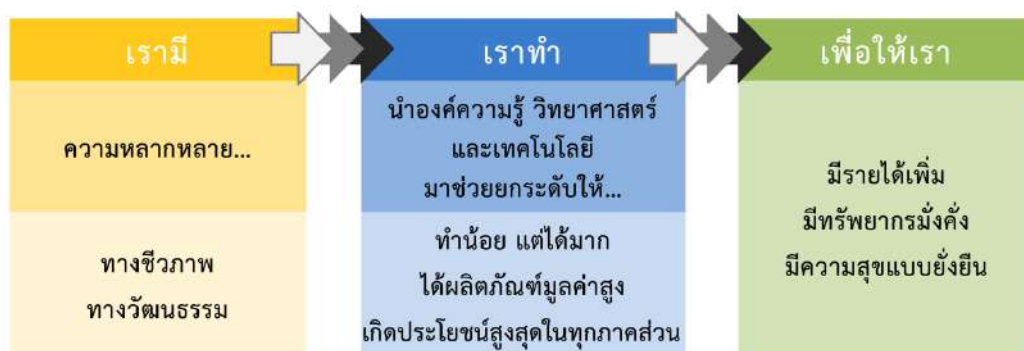 เรามี
ความหลากหลาย...
ทางชีวภาพ
ทางวัฒนธรรม
เราทำ
นำองค์ความรู้ วิทยาศาสตร์
และเทคโนโลยี
มาช่วยยกระดับให้...
ทำน้อย แต่ได้มาก
ได้ผลิตภัณฑ์มูลค่าสูง
เกิดประโยชน์สูงสุดในทุกภาคส่วน
เพื่อให้เรา
มีรายได้เพิ่ม
มีทรัพยากรมั่งคั่ง
มีความสุขแบบยั่งยืน